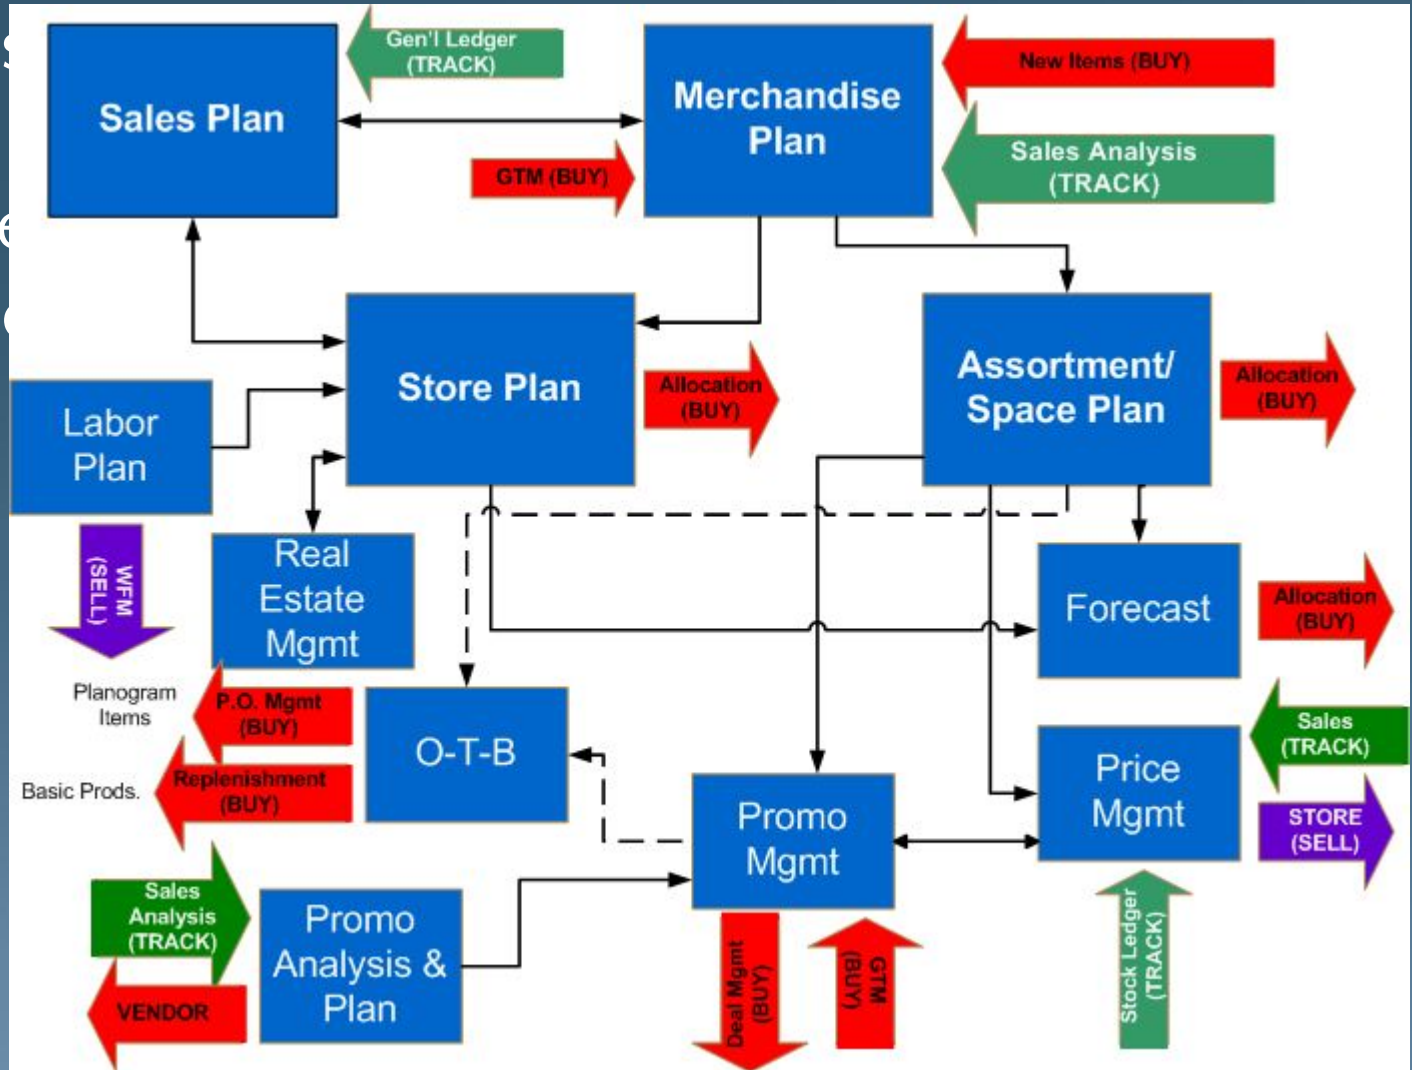 Gen'l Ledger
(TRACK)
Sales Plan
Merchandise
Plan
New Items (BUY)
Sales Analysis
(TRACK)
GTM (BUY)
Store Plan
Allocation
(BUY)
Assortment/
Space Plan
Allocation
(BUY)
Labor
Plan
WFM
(SELL)
Real
Estate
Mgmt
Forecast
Allocation
(BUY)
Planogram
Items
P.O. Mgmt
(BUY)
O-T-B
Basic Prods.
Replenishment
(BUY)
Sales
(TRACK)
Price
Mgmt
STORE
(SELL)
Promo
Mgmt
Sales
Analysis
(TRACK)
Promo
Analysis &
Plan
VENDOR
Deal Mgmt
(BUY)
GTM
(BUY)
Stock Ledger
(TRACK)